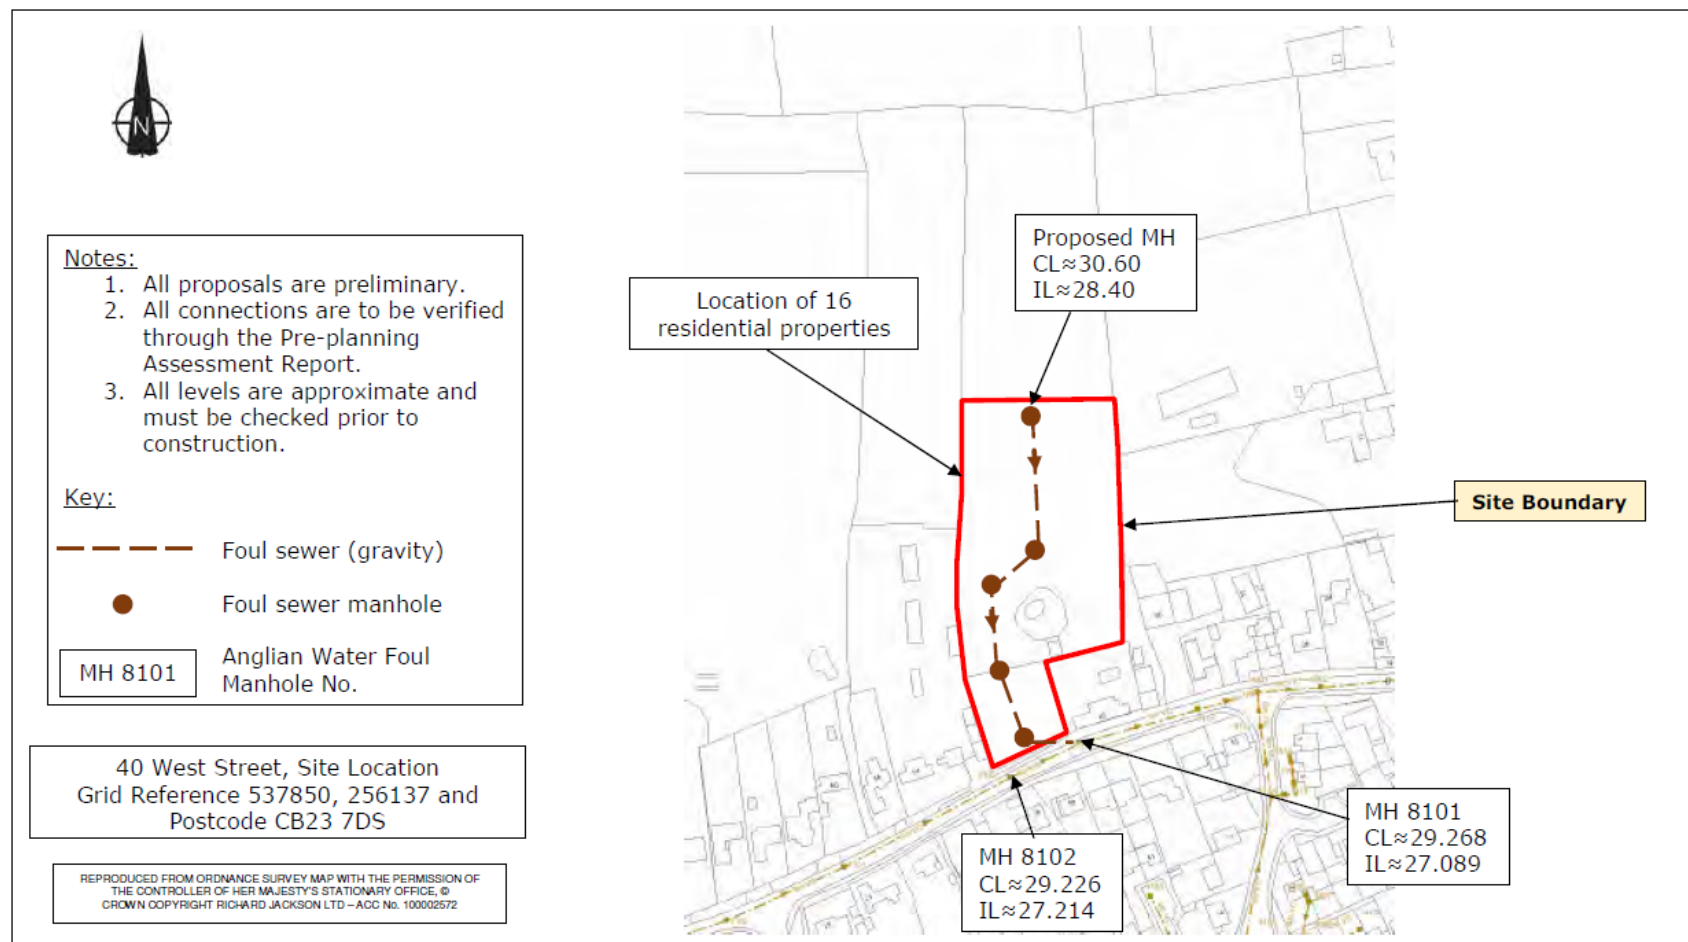 N
Notes:
1. All proposals are preliminary.
2. All connections are to be verified
through the Pre-planning
Assessment Report.
3. All levels are approximate and
must be checked prior to
construction.
Key:
Foul sewer (gravity)
Foul sewer manhole
MH 8101
Anglian Water Foul
Manhole No.
40 West Street, Site Location
Grid Reference 537850, 256137 and
Postcode CB23 7DS
REPRODUCED FROM ORDNANCE SURVEY MAP WITH THE PERMISSION OF
THE CONTROLLER OF HER MAJESTY'S STATIONARY OFFICE, ©
CROWN COPYRIGHT RICHARD JACKSON LTD – ACC No. 100002572
Proposed MH
CL≈30.60
IL≈28.40
Location of 16
residential properties
Site Boundary
MH 8101
CL≈29.268
IL≈27.089
MH 8102
CL≈29.226
IL≈27.214